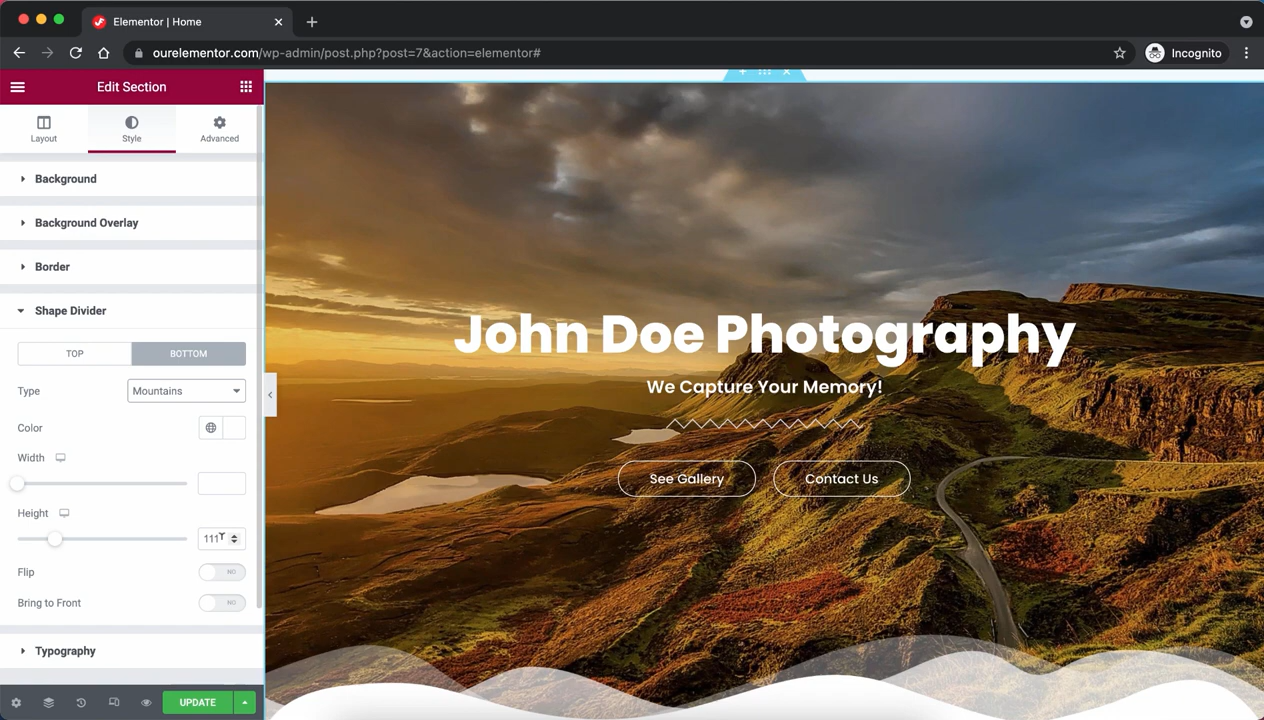 Elementor | Home
ourelementor.com/wp-admin/post.php?post=7&action=elementor#
Incognito
Edit Section
Layout
Style
Advanced
Background
Background Overlay
Border
Shape Divider
TOP
BOTTOM
Type
Mountains
Color
Width
Height
111
Flip
NO
Bring to Front
NO
Typography
UPDATE
John Doe Photography
We Capture Your Memory!
See Gallery
Contact Us